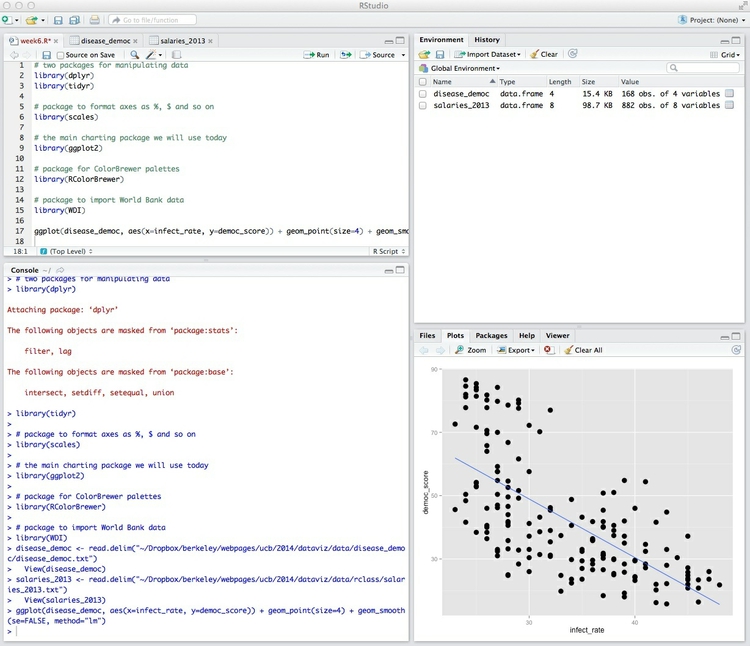 RStudio
Go to file/function
Project: (None)
week6.R*
disease_democ
salaries_2013
Source on Save
Run
Source
1 # two packages for manipulating data
2 library(dplyr)
3 library(tidyr)
4
5 # package to format axes as %, $ and so on
6 library(scales)
7
8 # the main charting package we will use today
9 library(ggplot2)
10
11 # package for ColorBrewer palettes
12 library(RColorBrewer)
13
14 # package to import World Bank data
15 library(WDI)
16
17 ggplot(disease_democ, aes(x=infect_rate, y=democ_score)) + geom_point(size=4) + geom_smo
18
18:1 (Top Level) R Script
Console ~/
> # two packages for manipulating data
> library(dplyr)
Attaching package: ‘dplyr’
The following objects are masked from ‘package:stats’:
filter, lag
The following objects are masked from ‘package:base’:
intersect, setdiff, setequal, union
> library(tidyr)
>
> # package to format axes as %, $ and so on
> library(scales)
>
> # the main charting package we will use today
> library(ggplot2)
>
> # package for ColorBrewer palettes
> library(RColorBrewer)
>
> # package to import World Bank data
> library(WDI)
> disease_democ <- read.delim("~/Dropbox/berkeley/webpages/ucb/2014/dataviz/data/disease_demo
c/disease_democ.txt")
> View(disease_democ)
> salaries_2013 <- read.delim("~/Dropbox/berkeley/webpages/ucb/2014/dataviz/data/rclass/salar
ies_2013.txt")
> View(salaries_2013)
> ggplot(disease_democ, aes(x=infect_rate, y=democ_score)) + geom_point(size=4) + geom_smooth
(se=FALSE, method="lm")
>
Environment History
Import Dataset Clear Grid
Global Environment
Name Type Length Size Value
disease_democ data.frame 4 15.4 KB 168 obs. of 4 variables
salaries_2013 data.frame 8 98.7 KB 882 obs. of 8 variables
Files Plots Packages Help Viewer
Zoom Export Clear All
90
70
50
30
democ_score
30 40
infect_rate